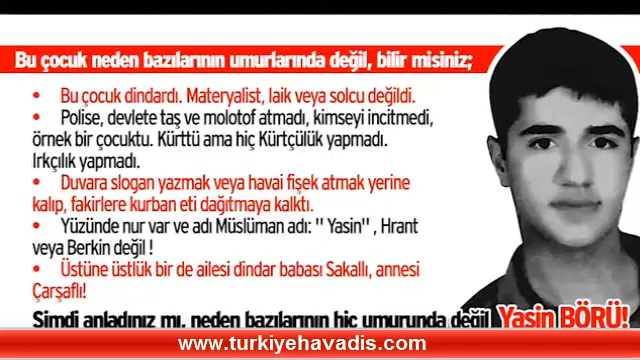 Bu çocuk neden bazılarının umurlarında değil, bilir misiniz;
• Bu çocuk dindardı. Materyalist, laik veya solcu değildi.
• Polise, devlete taş ve molotof atmadı, kimseyi incitmedi,
örnek bir çocuktu. Kürttü ama hiç Kürtçülük yapmadı.
Irkçılık yapmadı.
• Duvara slogan yazmak veya havai fişek atmak yerine
kalıp, fakirlere kurban eti dağıtmaya kalktı.
• Yüzünde nur var ve adı Müslüman adı: " Yasin" , Hrant
veya Berkin değil !
• Üstüne üstlük bir de ailesi dindar babası Sakallı, annesi
Çarşaflı!
Şimdi anladınız mı, neden bazılarının hiç umurunda değil Yasin BÖRÜ!
www.turkiyehavadis.com